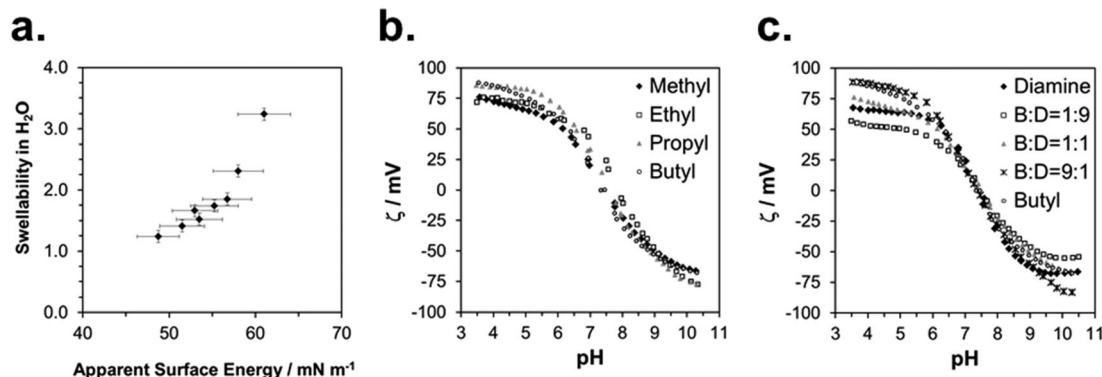 a.
Swellability in H₂O
4.0
3.0
2.0
1.0
0.0
40 50 60 70
Apparent Surface Energy / mN m⁻¹
b.
ζ / mV
100
75
50
25
0
-25
-50
-75
-100
3 4 5 6 7 8 9 10 11
pH
Methyl
Ethyl
Propyl
Butyl
c.
ζ / mV
100
75
50
25
0
-25
-50
-75
-100
3 4 5 6 7 8 9 10 11
pH
Diamine
B:D=1:9
B:D=1:1
B:D=9:1
Butyl